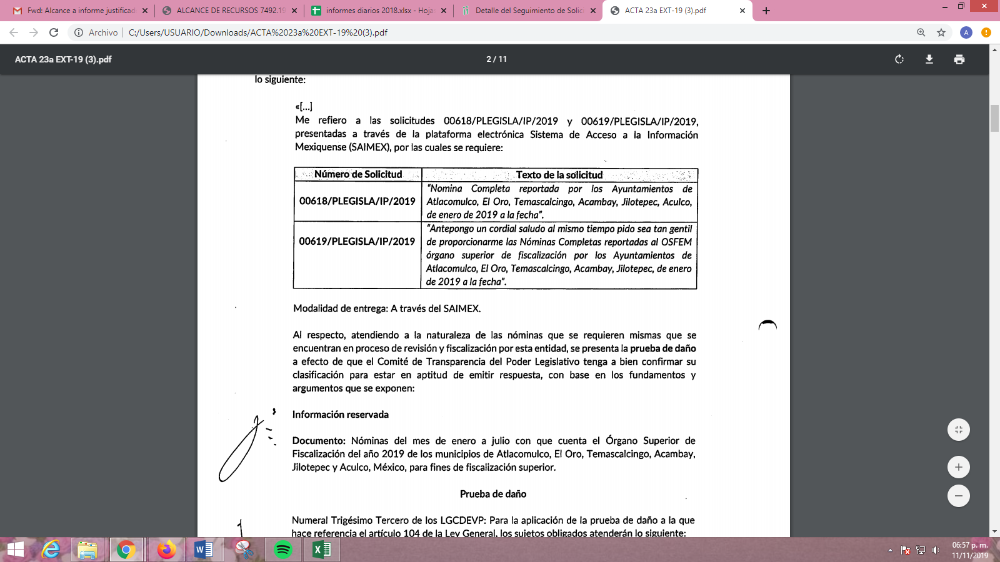 Fwd: Alcance a informe justificad
ALCANCE DE RECURSOS 7492.19
informes diarios 2018.xlsx - Hoja
Detalle del Seguimiento de Solici
ACTA 23a EXT-19 (3).pdf
Archivo
C:/Users/USUARIO/Downloads/ACTA%2023a%20EXT-19%20(3).pdf
A
ACTA 23a EXT-19 (3).pdf
2 / 11
lo siguiente:
«[...]
Me refiero a las solicitudes 00618/PLEGISLA/IP/2019 y 00619/PLEGISLA/IP/2019,
presentadas a través de la plataforma electrónica Sistema de Acceso a la Información
Mexiquense (SAIMEX), por las cuales se requiere:
Número de Solicitud
Texto de la solicitud
00618/PLEGISLA/IP/2019
"Nomina Completa reportada por los Ayuntamientos de
Atlacomulco, El Oro, Temascalcingo, Acambay, Jilotepec, Aculco,
de enero de 2019 a la fecha".
00619/PLEGISLA/IP/2019
"Antepongo un cordial saludo al mismo tiempo pido sea tan gentil
de proporcionarme las Nóminas Completas reportadas al OSFEM
órgano superior de fiscalización por los Ayuntamientos de
Atlacomulco, El Oro, Temascalcingo, Acambay, Jilotepec, de enero
de 2019 a la fecha".
Modalidad de entrega: A través del SAIMEX.
Al respecto, atendiendo a la naturaleza de las nóminas que se requieren mismas que se
encuentran en proceso de revisión y fiscalización por esta entidad, se presenta la prueba de daño
a efecto de que el Comité de Transparencia del Poder Legislativo tenga a bien confirmar su
clasificación para estar en aptitud de emitir respuesta, con base en los fundamentos y
argumentos que se exponen:
Información reservada
Documento: Nóminas del mes de enero a julio con que cuenta el Órgano Superior de
Fiscalización del año 2019 de los municipios de Atlacomulco, El Oro, Temascalcingo, Acambay,
Jilotepec y Aculco, México, para fines de fiscalización superior.
Prueba de daño
Numeral Trigésimo Tercero de los LGCDEVP: Para la aplicación de la prueba de daño a la que
hace referencia el artículo 104 de la Ley General, los sujetos obligados atenderán lo siguiente:
06:57 p. m.
11/11/2019